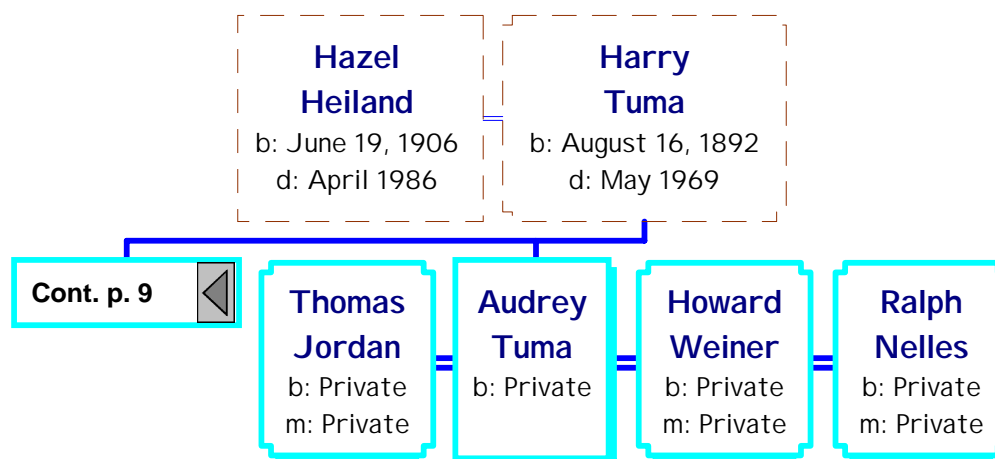 Hazel
Heiland
b: June 19, 1906
d: April 1986
Harry
Tuma
b: August 16, 1892
d: May 1969
Cont. p. 9
Thomas
Jordan
b: Private
m: Private
Audrey
Tuma
b: Private
Howard
Weiner
b: Private
m: Private
Ralph
Nelles
b: Private
m: Private